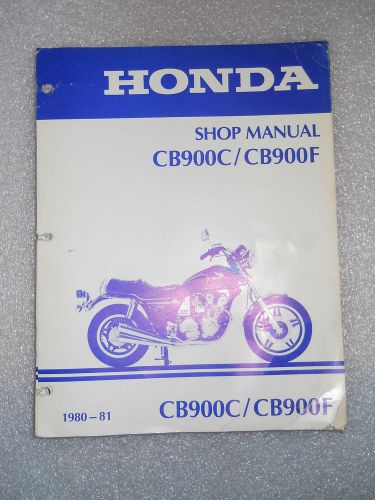 HONDA
SHOP MANUAL
CB900C/CB900F
1980-81
CB900C/CB900F